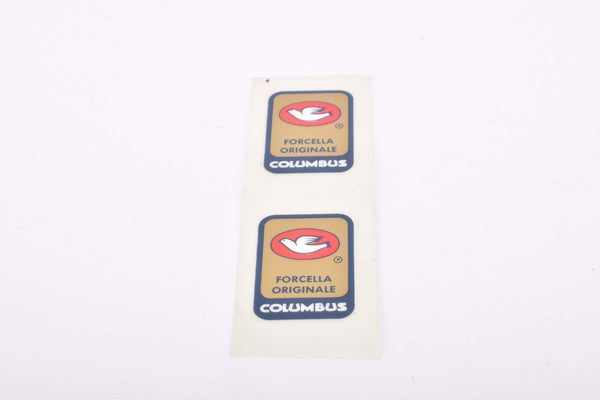 ®
FORCELLA
ORIGINALE
COLUMBUS
®
FORCELLA
ORIGINALE
COLUMBUS